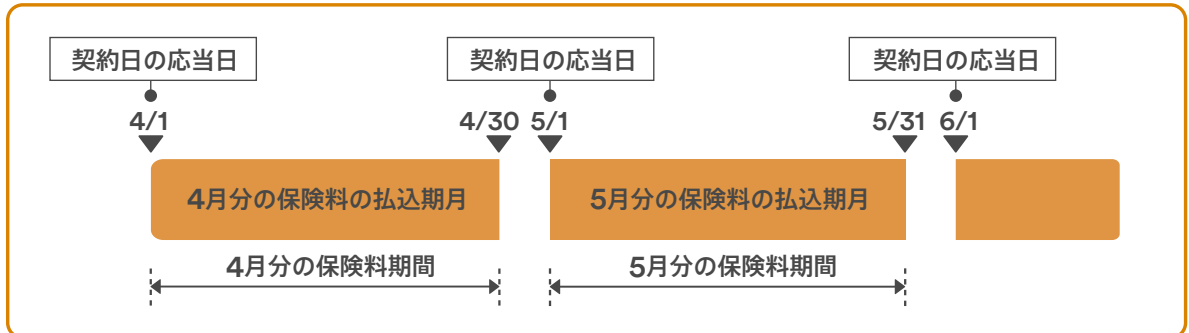 契約日の応当日
契約日の応当日
契約日の応当日
4/1
4/30
5/1
5/31
6/1
4月分の保険料の払込期月
5月分の保険料の払込期月
4月分の保険料期間
5月分の保険料期間